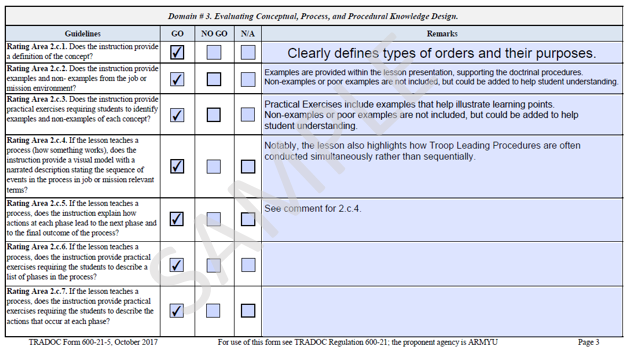 Domain # 3. Evaluating Conceptual, Process, and Procedural Knowledge Design.
Guidelines GO NO GO N/A Remarks
Rating Area 2.c.1. Does the instruction provide
a definition of the concept?
✓
Clearly defines types of orders and their purposes.
Rating Area 2.c.2. Does the instruction provide
examples and non- examples from the job or
mission environment?
✓
Examples are provided within the lesson presentation, supporting the doctrinal procedures.
Non-examples or poor examples are not included, but could be added to help student understanding.
Rating Area 2.c.3. Does the instruction provide
practical exercises requiring students to identify
examples and non-examples of each concept?
✓
Practical Exercises include examples that help illustrate learning points.
Non-examples or poor examples are not included, but could be added to help
student understanding.
Rating Area 2.c.4. If the lesson teaches a
process (how something works), does the
instruction provide a visual model with a
narrated description stating the sequence of
events in the process in job or mission relevant
terms?
✓
Notably, the lesson also highlights how Troop Leading Procedures are often
conducted simultaneously rather than sequentially.
Rating Area 2.c.5. If the lesson teaches a
process, does the instruction explain how
actions at each phase lead to the next phase and
to the final outcome of the process?
✓
See comment for 2.c.4.
Rating Area 2.c.6. If the lesson teaches a
process, does the instruction provide practical
exercises requiring the students to describe a
list of phases in the process?
✓
Rating Area 2.c.7. If the lesson teaches a
process, does the instruction provide practical
exercises requiring the students to describe the
actions that occur at each phase?
✓
SAMPLE
TRADOC Form 600-21-5, October 2017 For use of this form see TRADOC Regulation 600-21; the proponent agency is ARMYU Page 3